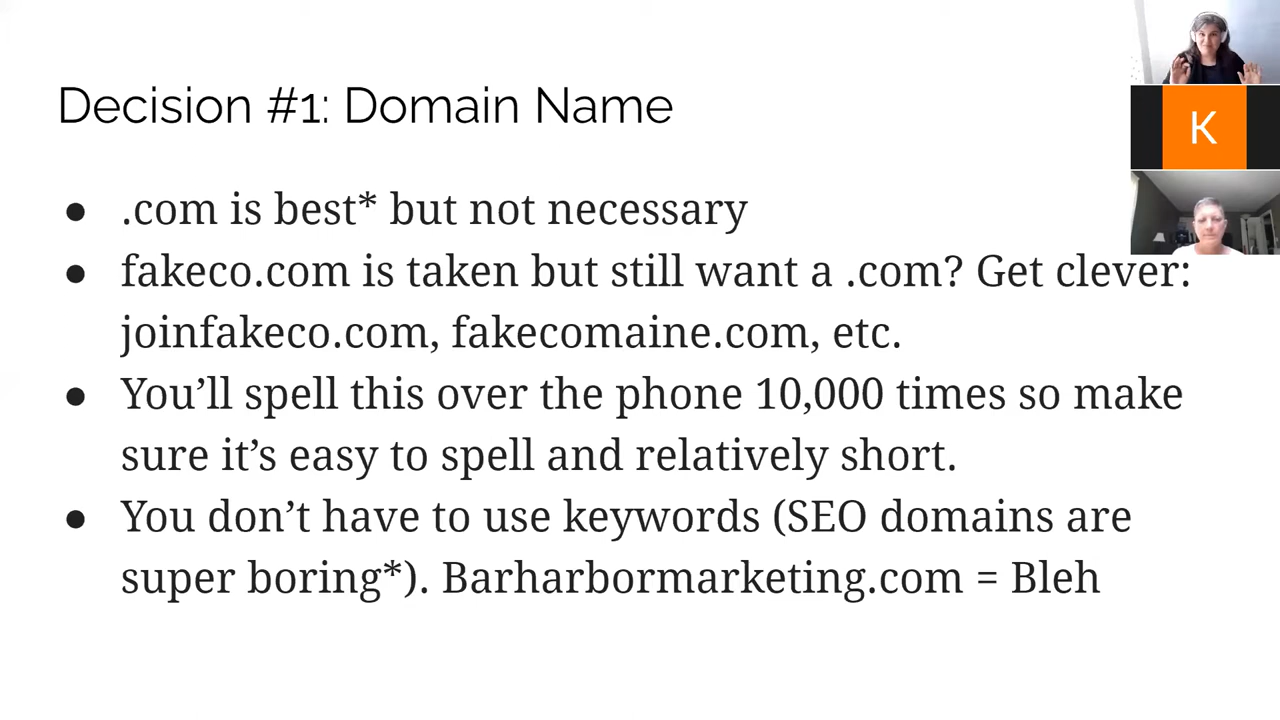 Decision #1: Domain Name
● .com is best* but not necessary
● fakeco.com is taken but still want a .com? Get clever:
joinfakeco.com, fakecomaine.com, etc.
● You’ll spell this over the phone 10,000 times so make
sure it’s easy to spell and relatively short.
● You don’t have to use keywords (SEO domains are
super boring*). Barharbormarketing.com = Bleh
K